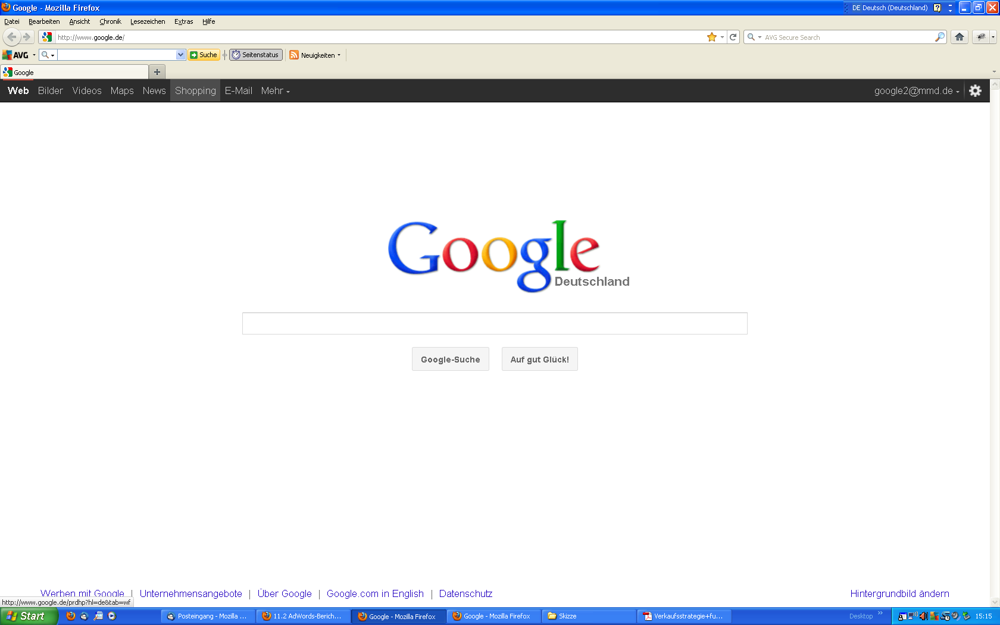 Google - Mozilla Firefox
DE Deutsch (Deutschland)
Datei Bearbeiten Ansicht Chronik Lesezeichen Extras Hilfe
http://www.google.de/
AVG Secure Search
AVG
Suche
Seitenstatus
Neuigkeiten
Google
Web Bilder Videos Maps News Shopping E-Mail Mehr
google2@mmd.de
Google
Deutschland
Google-Suche
Auf gut Glück!
Werben mit Google | Unternehmensangebote | Über Google | Google.com in English | Datenschutz
Hintergrundbild ändern
http://www.google.de/prdhp?hl=de&tab=wf
Start
Posteingang - Mozilla ...
11.2 AdWords-Berich...
Google - Mozilla Firefox
Google - Mozilla Firefox
Skizze
Verkaufsstrategie+fu...
Desktop
15:15